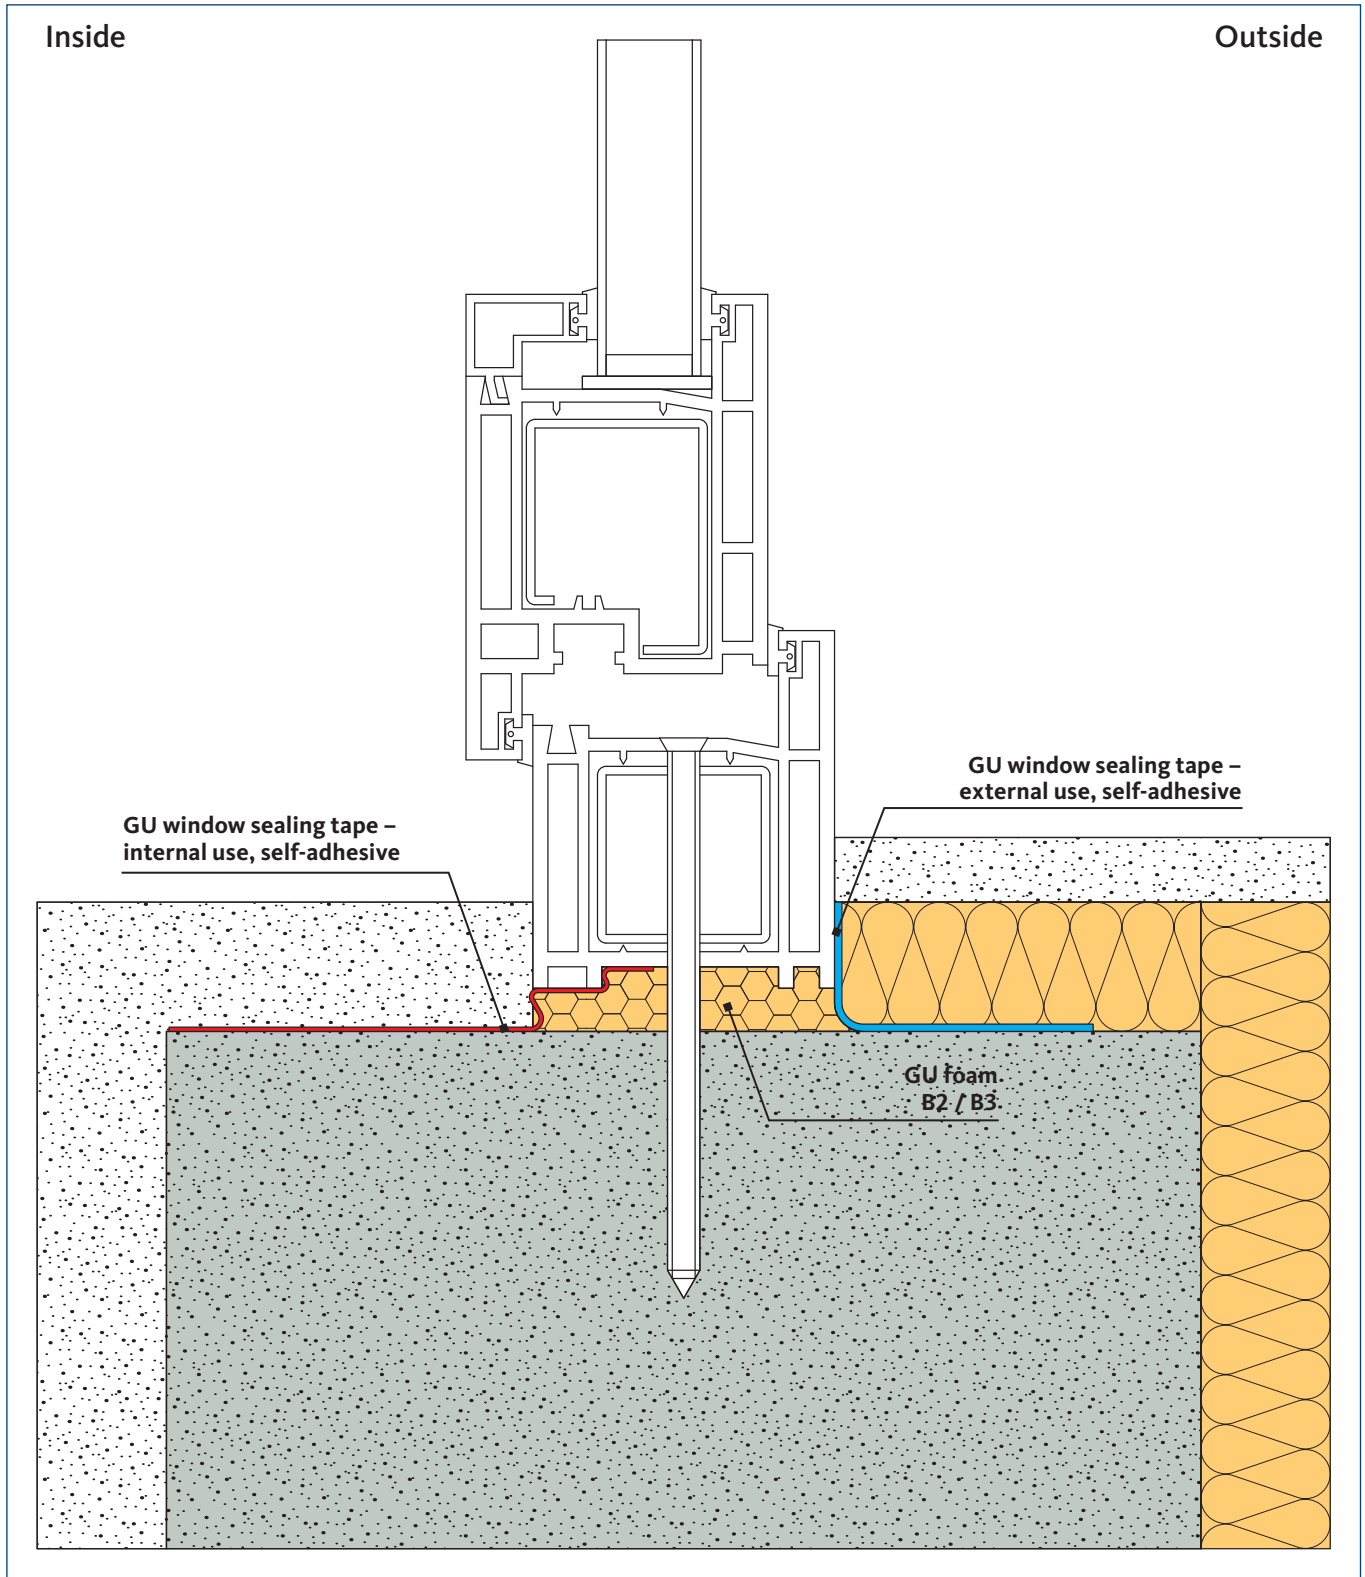 Inside
Outside
GU window sealing tape –
external use, self-adhesive
GU window sealing tape –
internal use, self-adhesive
GU foam
B2 / B3